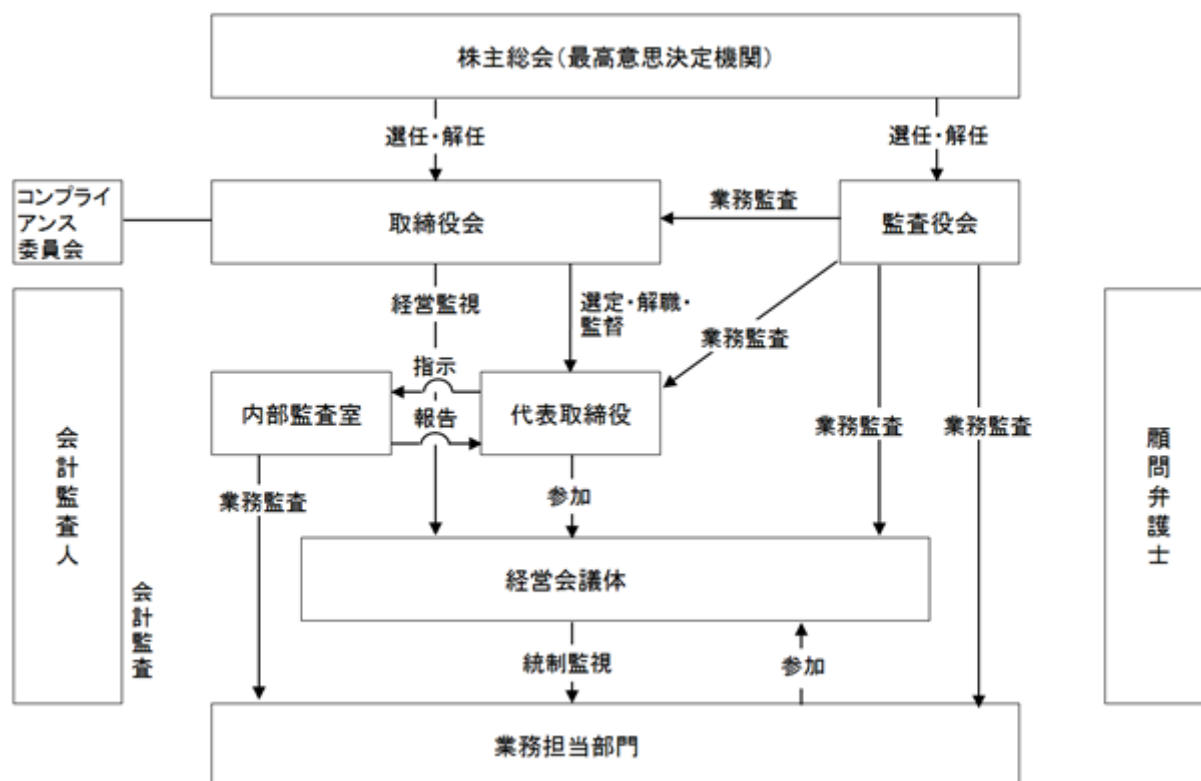 株主総会（最高意思決定機関）
選任・解任
選任・解任
コンプライ
アンス
委員会
取締役会
業務監査
監査役会
経営監視
選定・解職・
監督
業務監査
指示
内部監査室
報告
代表取締役
業務監査
業務監査
会計監査人
顧問弁護士
業務監査
参加
経営会議体
会計監査
統制監視
参加
業務担当部門